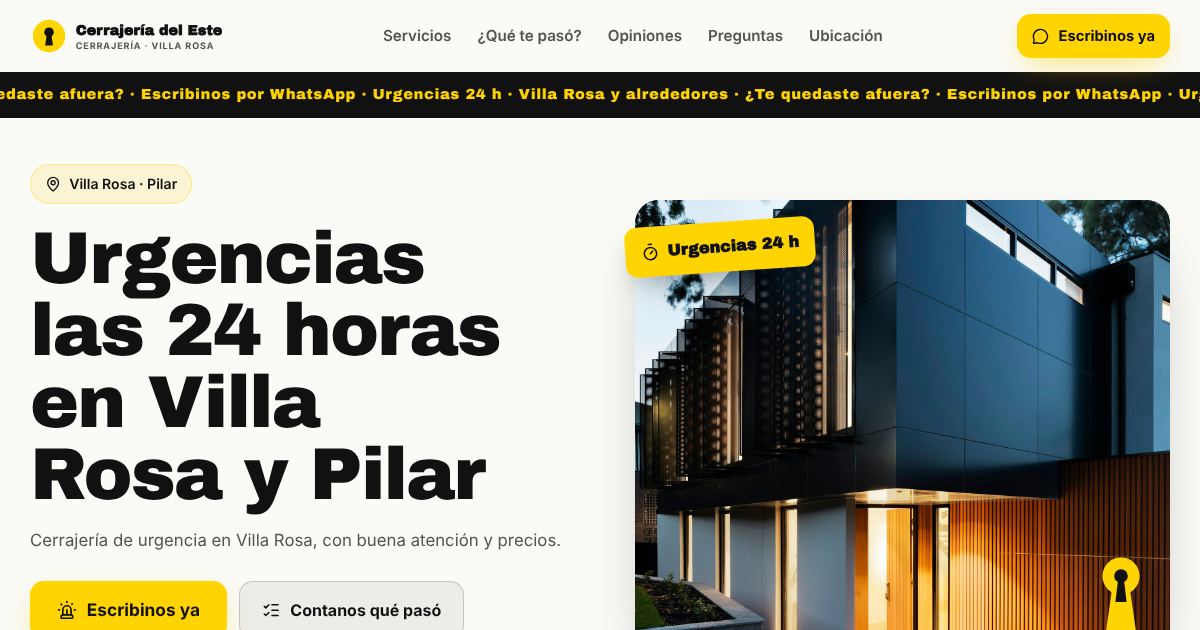 Cerrajería del Este
CERRAJERÍA · VILLA ROSA
Servicios
¿Qué te pasó?
Opiniones
Preguntas
Ubicación
Escribinos ya
afuera? · Escribinos por WhatsApp · Urgencias 24 h · Villa Rosa y alrededores · ¿Te quedaste afuera? · Escribinos por WhatsApp ·
Villa Rosa · Pilar
Urgencias
las 24 horas
en Villa
Rosa y Pilar
Cerrajería de urgencia en Villa Rosa, con buena atención y precios.
Escribinos ya
Contanos qué pasó
Urgencias 24 h